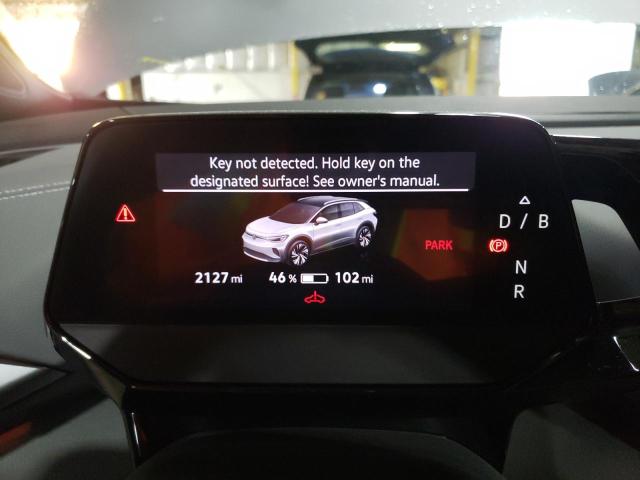 Key not detected. Hold key on the
designated surface! See owner's manual.
D / B
PARK
P
N
R
2127 mi
46 %
102 mi